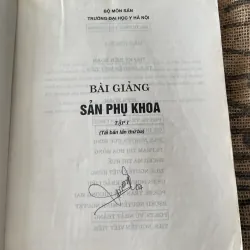 BỘ MÔN SẢN
TRƯỜNG ĐẠI HỌC Y HÀ NỘI
BÀI GIẢNG
SẢN PHỤ KHOA
TẬP I
(Tái bản lần thứ ba)